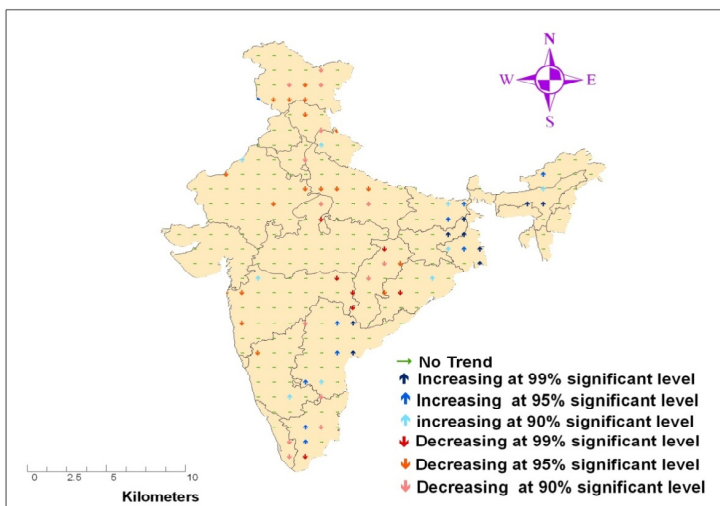 N
W E
S
No Trend
Increasing at 99% significant level
Increasing at 95% significant level
increasing at 90% significant level
Decreasing at 99% significant level
Decreasing at 95% significant level
Decreasing at 90% significant level
0 2.5 5 10
Kilometers